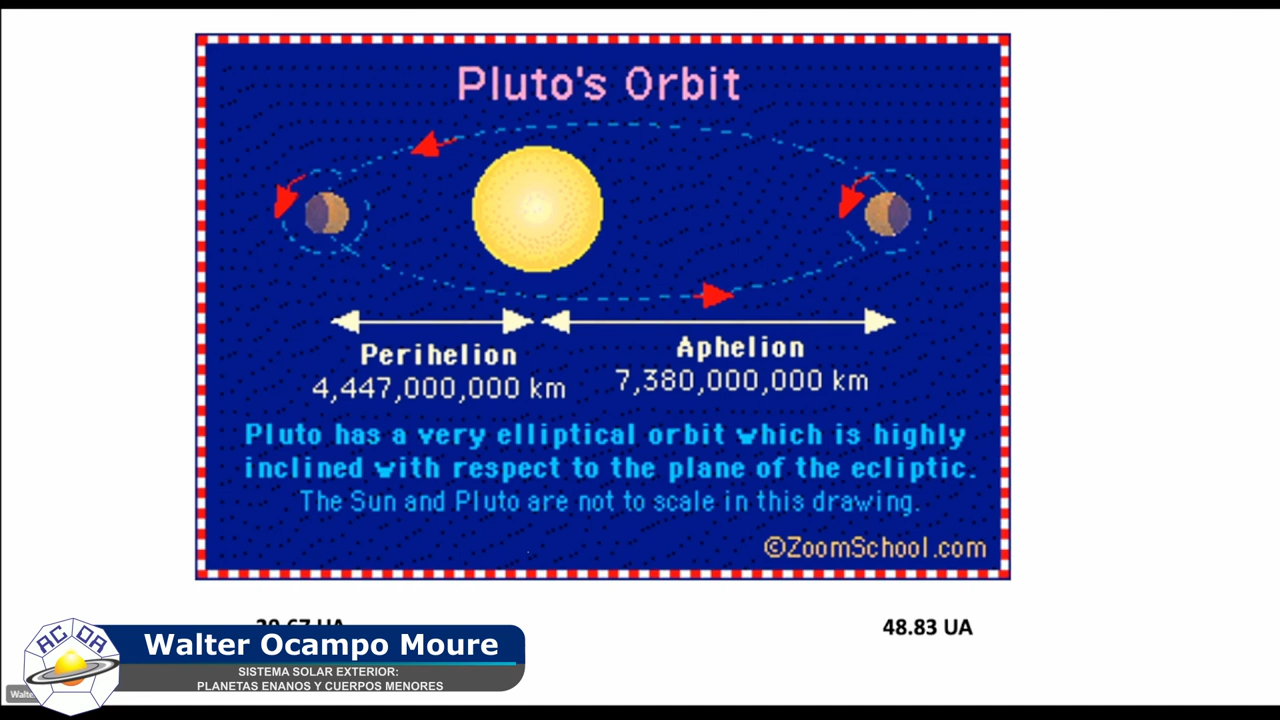 Pluto's Orbit
Perihelion
4,447,000,000 km
Aphelion
7,380,000,000 km
Pluto has a very elliptical orbit which is highly
inclined with respect to the plane of the ecliptic.
The Sun and Pluto are not to scale in this drawing.
©ZoomSchool.com
48.83 UA
ACODA
Walter Ocampo Moure
SISTEMA SOLAR EXTERIOR:
PLANETAS ENANOS Y CUERPOS MENORES